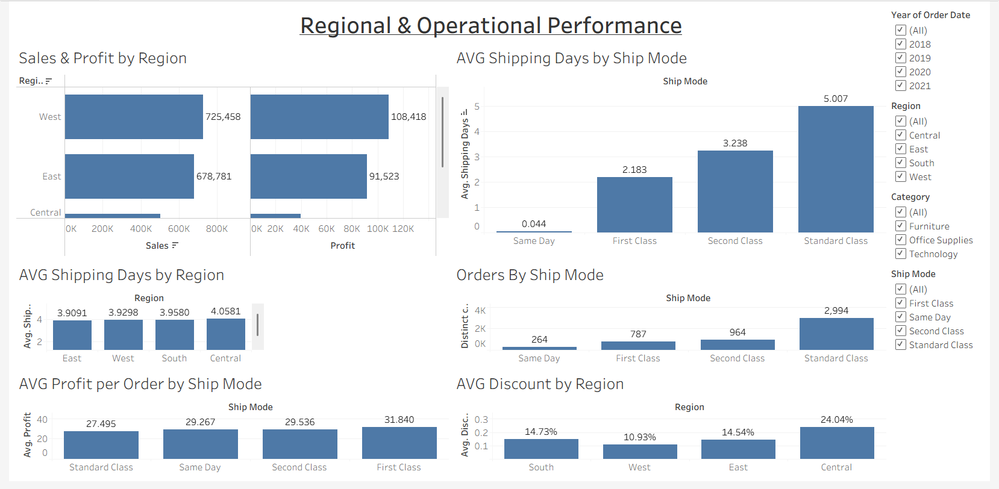 Regional & Operational Performance
Sales & Profit by Region
Regi..
West
725,458
108,418
East
678,781
91,523
Central
0K 200K 400K 600K 800K
0K 20K 40K 60K 80K 100K 120K
Sales
Profit
AVG Shipping Days by Ship Mode
Ship Mode
Avg. Shipping Days
5
4
3
2
1
0
0.044
2.183
3.238
5.007
Same Day First Class Second Class Standard Class
AVG Shipping Days by Region
Region
Avg. Ship..
4
2
3.9091 3.9298 3.9580 4.0581
East West South Central
Orders By Ship Mode
Ship Mode
Distinct c..
4K
2K
0K
264 787 964 2,994
Same Day First Class Second Class Standard Class
AVG Profit per Order by Ship Mode
Ship Mode
Avg. Profit
40
20
0
27.495 29.267 29.536 31.840
Standard Class Same Day Second Class First Class
AVG Discount by Region
Region
Avg. Disc..
0.3
0.2
0.1
14.73% 10.93% 14.54% 24.04%
South West East Central
Year of Order Date
(All)
2018
2019
2020
2021
Region
(All)
Central
East
South
West
Category
(All)
Furniture
Office Supplies
Technology
Ship Mode
(All)
First Class
Same Day
Second Class
Standard Class